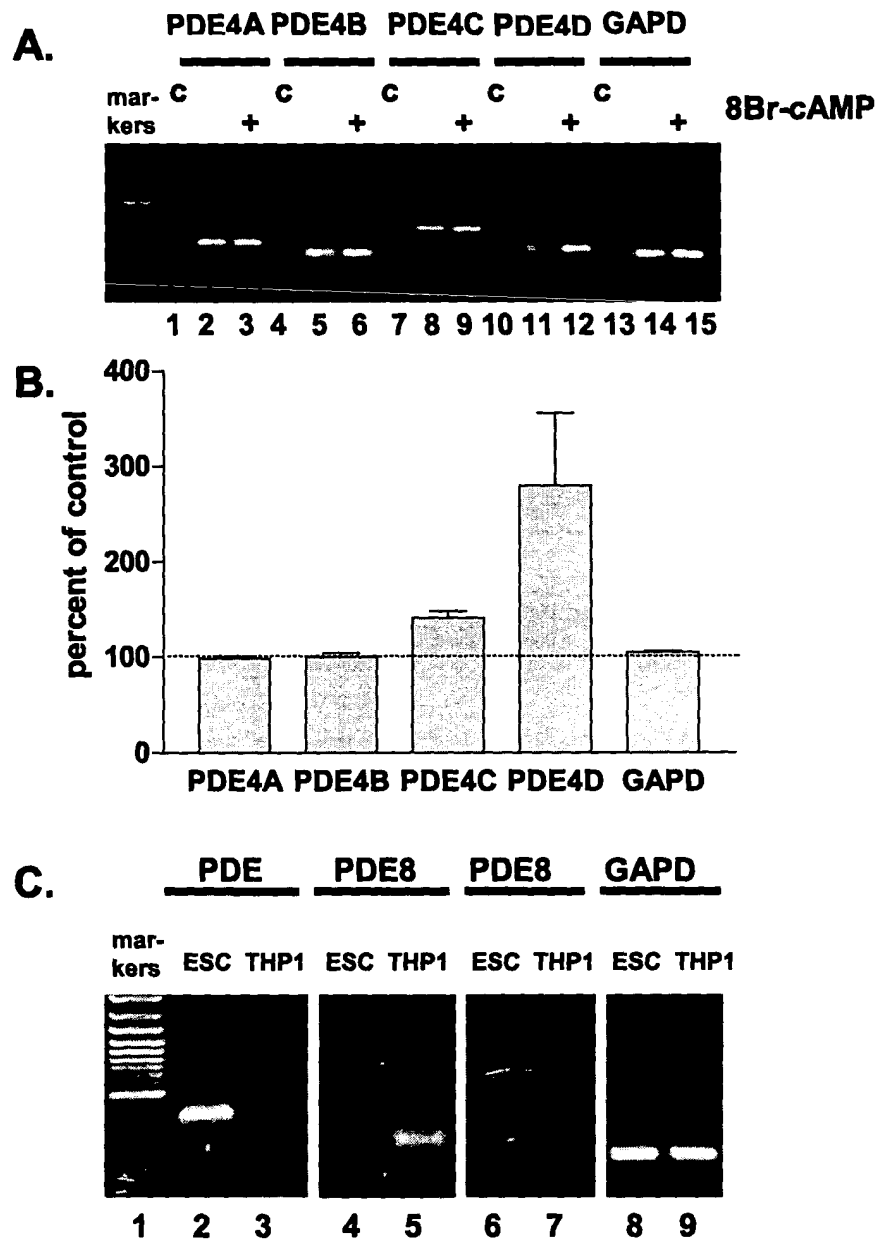 A.
PDE4A PDE4B PDE4C PDE4D GAPD
mar-
kers
C C C C C
+ + + + +
8Br-cAMP
1 2 3 4 5 6 7 8 9 10 11 12 13 14 15
B.
percent of control
400
300
200
100
0
PDE4A PDE4B PDE4C PDE4D GAPD
C.
PDE PDE8 PDE8 GAPD
mar-
kers
ESC THP1 ESC THP1 ESC THP1 ESC THP1
1 2 3 4 5 6 7 8 9